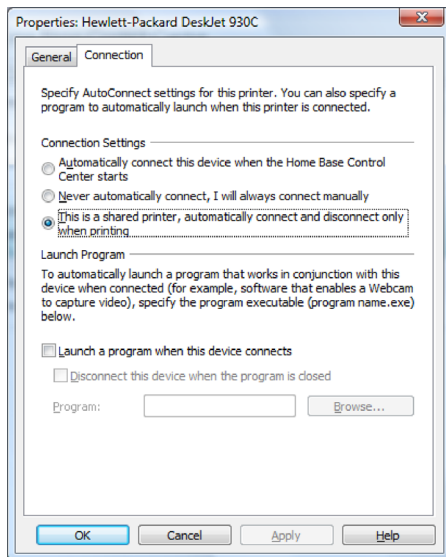 Properties: Hewlett-Packard DeskJet 930C
General
Connection
Specify AutoConnect settings for this printer. You can also specify a
program to automatically launch when this printer is connected.
Connection Settings
Automatically connect this device when the Home Base Control
Center starts
Never automatically connect, I will always connect manually
This is a shared printer, automatically connect and disconnect only
when printing
Launch Program
To automatically launch a program that works in conjunction with this
device when connected (for example, software that enables a Webcam
to capture video), specify the program executable (program name.exe)
below.
Launch a program when this device connects
Disconnect this device when the program is closed
Program:
Browse...
OK
Cancel
Apply
Help